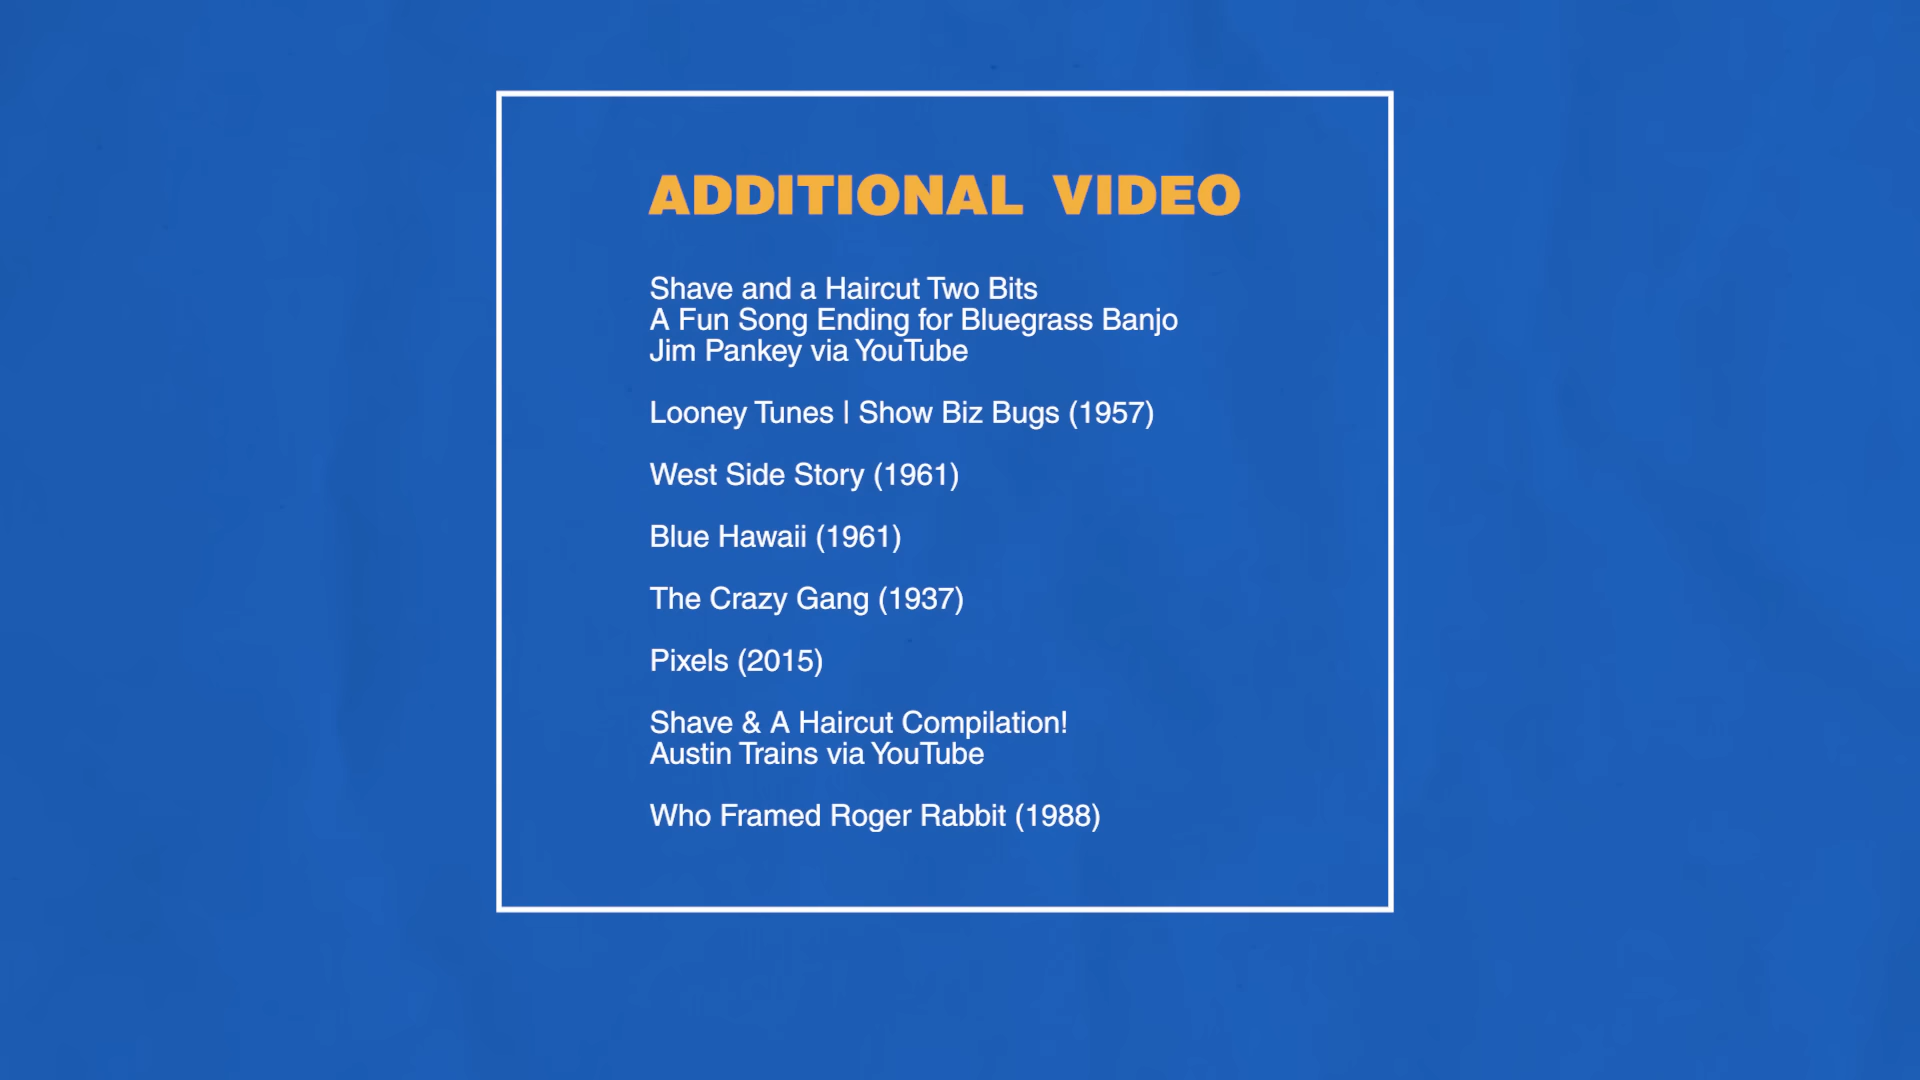 ADDITIONAL VIDEO
Shave and a Haircut Two Bits
A Fun Song Ending for Bluegrass Banjo
Jim Pankey via YouTube
Looney Tunes | Show Biz Bugs (1957)
West Side Story (1961)
Blue Hawaii (1961)
The Crazy Gang (1937)
Pixels (2015)
Shave & A Haircut Compilation!
Austin Trains via YouTube
Who Framed Roger Rabbit (1988)